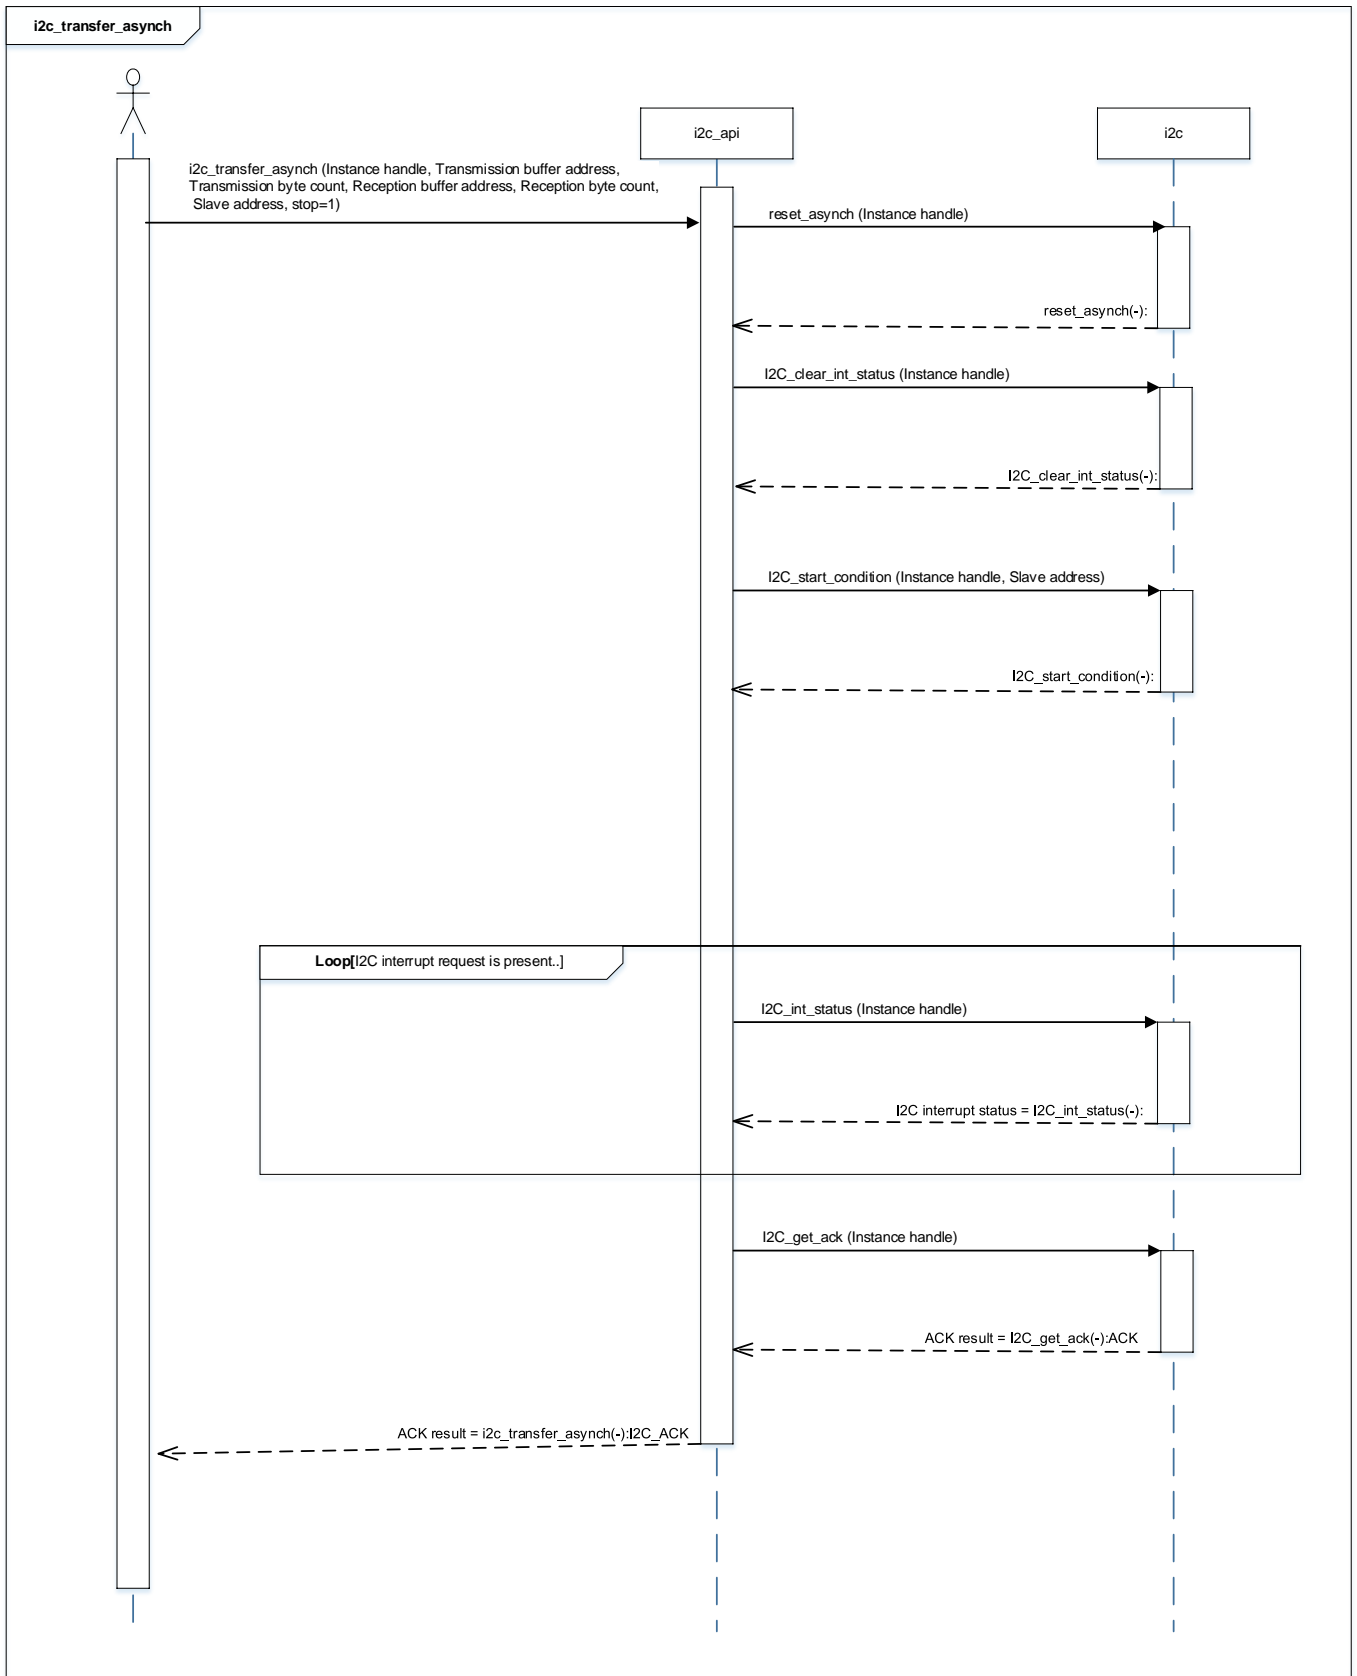 i2c_transfer_asynch
i2c_api
i2c
i2c_transfer_asynch (Instance handle, Transmission buffer address,
Transmission byte count, Reception buffer address, Reception byte count,
Slave address, stop=1)
reset_asynch (Instance handle)
reset_asynch(-):
I2C_clear_int_status (Instance handle)
I2C_clear_int_status(-):
I2C_start_condition (Instance handle, Slave address)
I2C_start_condition(-):
Loop[I2C interrupt request is present..]
I2C_int_status (Instance handle)
I2C interrupt status = I2C_int_status(-):
I2C_get_ack (Instance handle)
ACK result = I2C_get_ack(-):ACK
ACK result = i2c_transfer_asynch(-):I2C_ACK